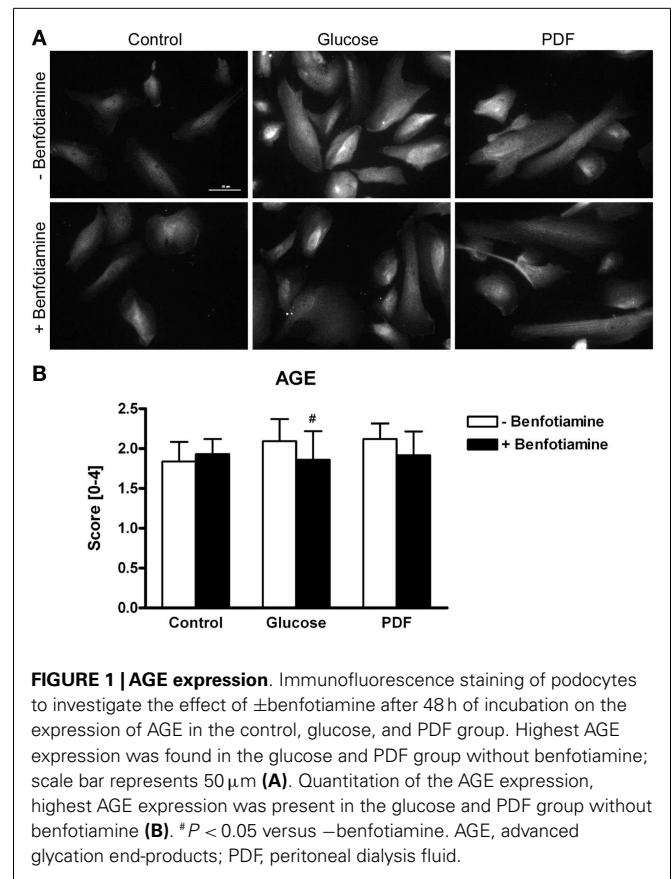 A
Control Glucose PDF
- Benfotiamine
+ Benfotiamine
B
AGE
#
2.5
2.0
1.5
1.0
0.5
0.0
Score [0-4]
Control Glucose PDF
- Benfotiamine
+ Benfotiamine
FIGURE 1 | AGE expression. Immunofluorescence staining of podocytes
to investigate the effect of ±benfotiamine after 48 h of incubation on the
expression of AGE in the control, glucose, and PDF group. Highest AGE
expression was found in the glucose and PDF group without benfotiamine;
scale bar represents 50 μm (A). Quantitation of the AGE expression,
highest AGE expression was present in the glucose and PDF group without
benfotiamine (B). #P < 0.05 versus −benfotiamine. AGE, advanced
glycation end-products; PDF, peritoneal dialysis fluid.